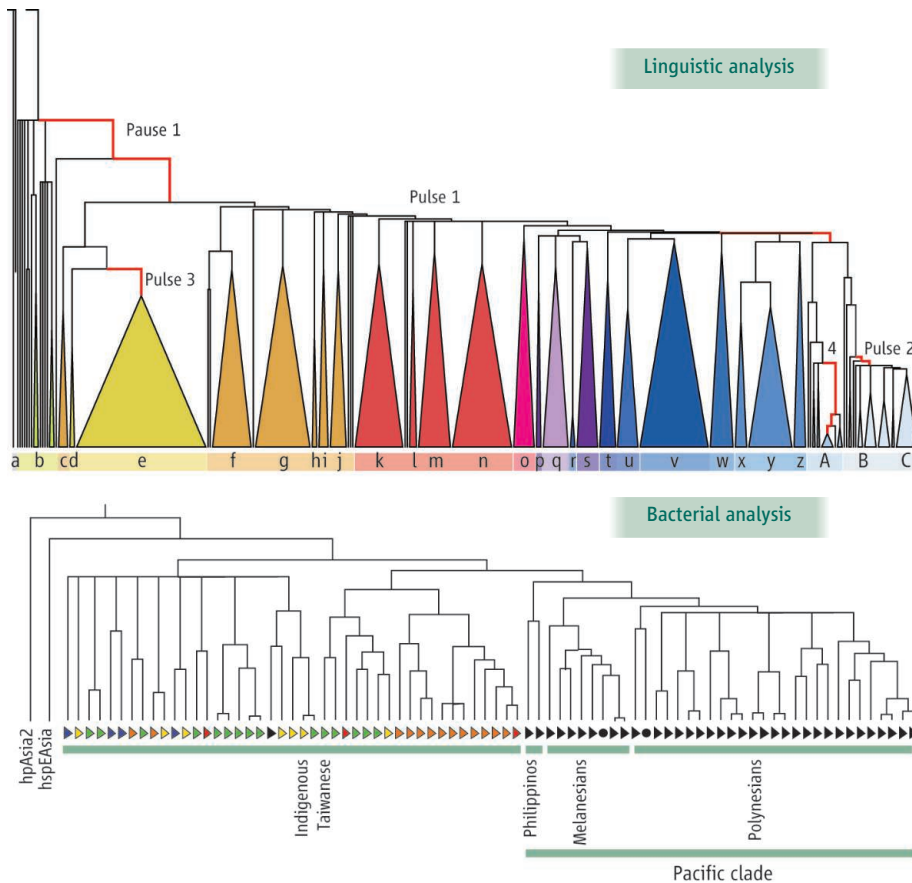 Linguistic analysis
Pause 1
Pulse 1
Pulse 3
4
Pulse 2
a b c d e f g h i j k l m n o p q r s t u v w x y z A B C
Bacterial analysis
hpAsia2
hspEAsia
Indigenous
Taiwanese
Philippinos
Melanesians
Polynesians
Pacific clade